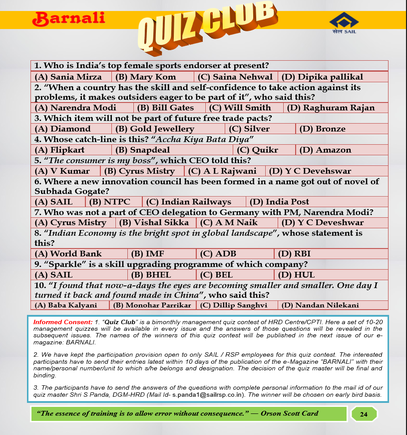 Barnali
QUIZ CLUB
सेल SAIL
1. Who is India's top female sports endorser at present?
(A) Sania Mirza (B) Mary Kom (C) Saina Nehwal (D) Dipika pallikal
2. "When a country has the skill and self-confidence to take action against its
problems, it makes outsiders eager to be part of it", who said this?
(A) Narendra Modi (B) Bill Gates (C) Will Smith (D) Raghuram Rajan
3. Which item will not be part of future free trade pacts?
(A) Diamond (B) Gold Jewellery (C) Silver (D) Bronze
4. Whose catch-line is this? "Accha Kiya Bata Diya"
(A) Flipkart (B) Snapdeal (C) Quikr (D) Amazon
5. "The consumer is my boss", which CEO told this?
(A) V Kumar (B) Cyrus Mistry (C) A L Rajwani (D) Y C Devehswar
6. Where a new innovation council has been formed in a name got out of novel of
Subhada Gogate?
(A) SAIL (B) NTPC (C) Indian Railways (D) India Post
7. Who was not a part of CEO delegation to Germany with PM, Narendra Modi?
(A) Cyrus Mistry (B) Vishal Sikka (C) A M Naik (D) Y C Deveshwar
8. "Indian Economy is the bright spot in global landscape", whose statement is
this?
(A) World Bank (B) IMF (C) ADB (D) RBI
9. "Sparkle" is a skill upgrading programme of which company?
(A) SAIL (B) BHEL (C) BEL (D) HUL
10. "I found that now-a-days the eyes are becoming smaller and smaller. One day I
turned it back and found made in China", who said this?
(A) Baba Kalyani (B) Monohar Parrikar (C) Dillip Sanghvi (D) Nandan Nilekani
Informed Consent: 1. "Quiz Club" is a bimonthly management quiz contest of HRD Centre/CPTI. Here a set of 10-20
management quizzes will be available in every issue and the answers of those questions will be revealed in the
subsequent issues. The names of the winners of this quiz contest will be published in the next issue of our e-
magazine: BARNALI.
2. We have kept the participation provision open to only SAIL / RSP employees for this quiz contest. The interested
participants have to send their entries latest within 10 days of the publication of the e-Magazine "BARNALI" with their
name/personal number/unit to which s/he belongs and designation. The decision of the quiz master will be final and
binding.
3. The participants have to send the answers of the questions with complete personal information to the mail id of our
quiz master Shri S Panda, DGM-HRD (Mail Id- s.panda1@sailrsp.co.in). The winner will be chosen on early bird basis.
"The essence of training is to allow error without consequence." — Orson Scott Card
24